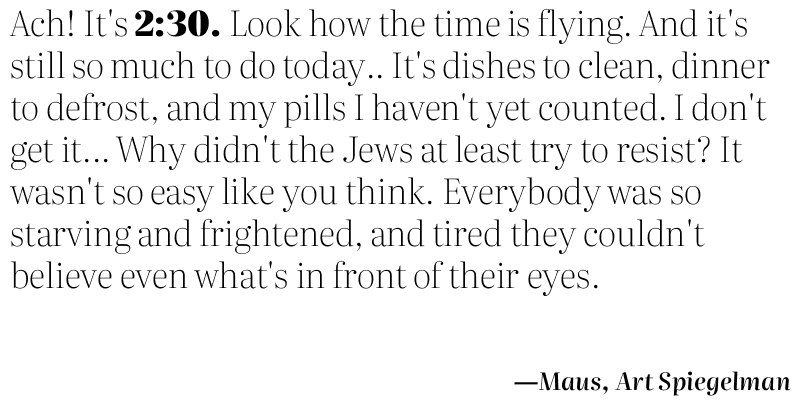 Ach! It's 2:30. Look how the time is flying. And it's
still so much to do today.. It's dishes to clean, dinner
to defrost, and my pills I haven't yet counted. I don't
get it... Why didn't the Jews at least try to resist? It
wasn't so easy like you think. Everybody was so
starving and frightened, and tired they couldn't
believe even what's in front of their eyes.
—Maus, Art Spiegelman